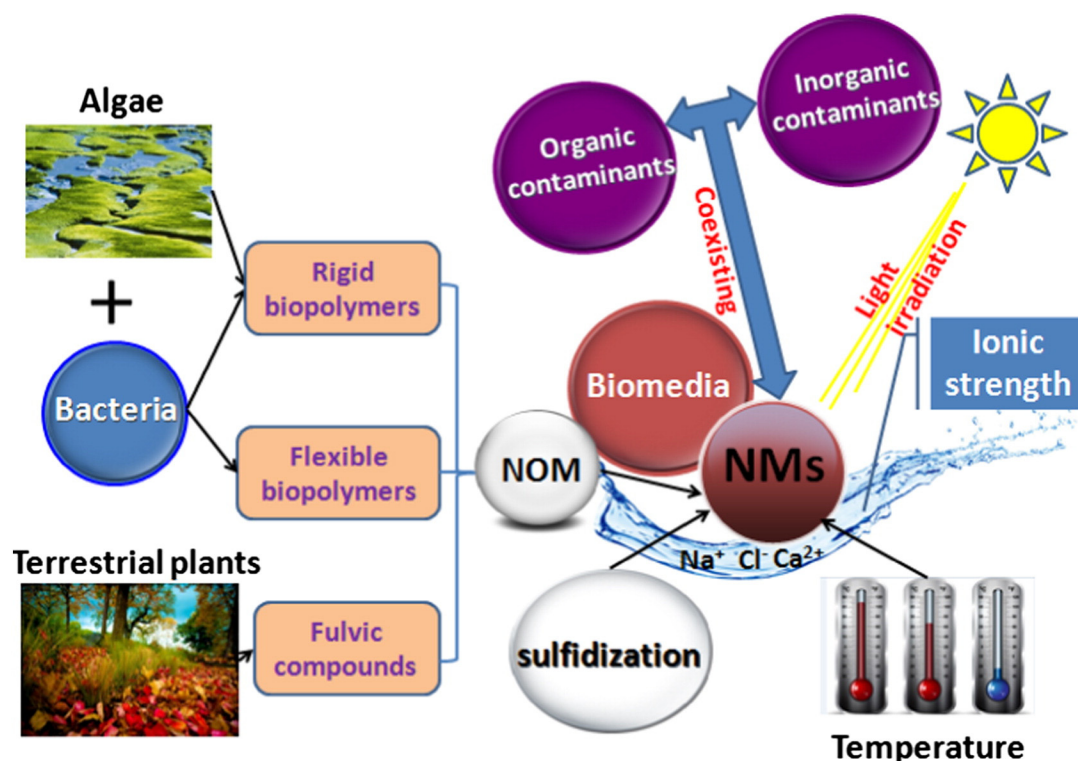 Algae
Bacteria
Terrestrial plants
Rigid
biopolymers
Flexible
biopolymers
Fulvic
compounds
NOM
sulfidization
Organic
contaminants
Inorganic
contaminants
Coexisting
Biomedia
NMs
Light
irradiation
Ionic
strength
Na⁺ Cl⁻ Ca²⁺
Temperature